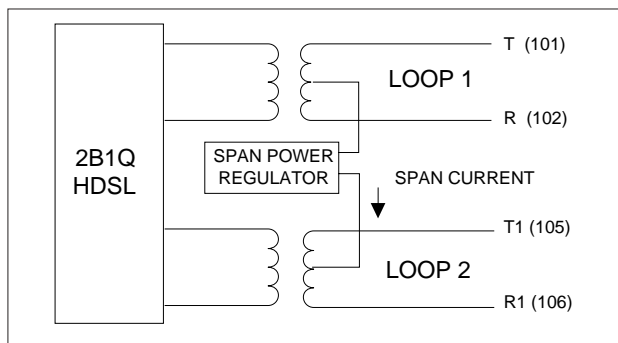 T (101)
LOOP 1
R (102)
2B1Q
HDSL
SPAN POWER
REGULATOR
SPAN CURRENT
T1 (105)
LOOP 2
R1 (106)